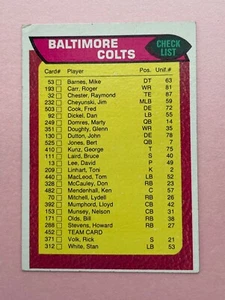 BALTIMORE COLTS
CHECK LIST
Card# Player Pos. Unif.#
53 Barnes, Mike DT 63
193 Carr, Roger WR 81
32 Chester, Raymond TE 87
232 Cheyunski, Jim MLB 59
503 Cook, Fred DE 72
92 Dickel, Dan LB 55
249 Domres, Marty QB 14
351 Doughty, Glenn WR 35
130 Dutton, John DE 78
525 Jones, Bert QB 7
410 Kunz, George T 75
111 Laird, Bruce S 40
13 Lee, David P 49
209 Linhart, Toni K 2
440 MacLeod, Tom LB 52
328 McCauley, Don RB 23
482 Mendenhall, Ken C 57
70 Mitchell, Lydell RB 26
392 Mumphord, Lloyd CB 42
153 Munsey, Nelson CB 31
171 Olds, Bill RB 38
288 Stevens, Howard RB 27
452 TEAM CARD
371 Volk, Rick S 21
312 White, Stan LB 53